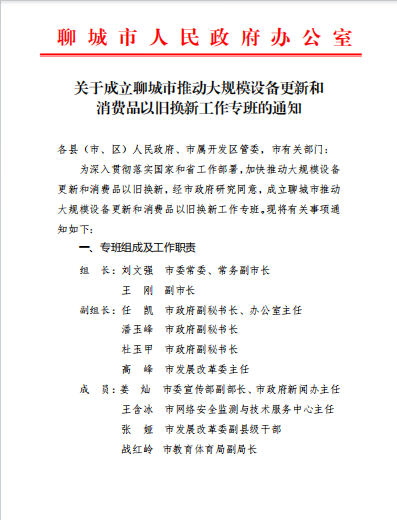 聊城市人民政府办公室
关于成立聊城市推动大规模设备更新和
消费品以旧换新工作专班的通知
各县（市、区）人民政府、市属开发区管委，市有关部门：
为深入贯彻落实国家和省工作部署，加快推动大规模设备
更新和消费品以旧换新，经市政府研究同意，成立聊城市推动
大规模设备更新和消费品以旧换新工作专班。现将有关事项通
知如下：
一、专班组成及工作职责
组 长：刘文强 市委常委、常务副市长
王 刚 副市长
副组长：任 凯 市政府副秘书长、办公室主任
潘玉峰 市政府副秘书长
杜玉甲 市政府副秘书长
高 峰 市发展改革委主任
成 员：姜 灿 市委宣传部副部长、市政府新闻办主任
王含冰 市网络安全监测与技术服务中心主任
张 娅 市发展改革委副县级干部
战红岭 市教育体育局副局长